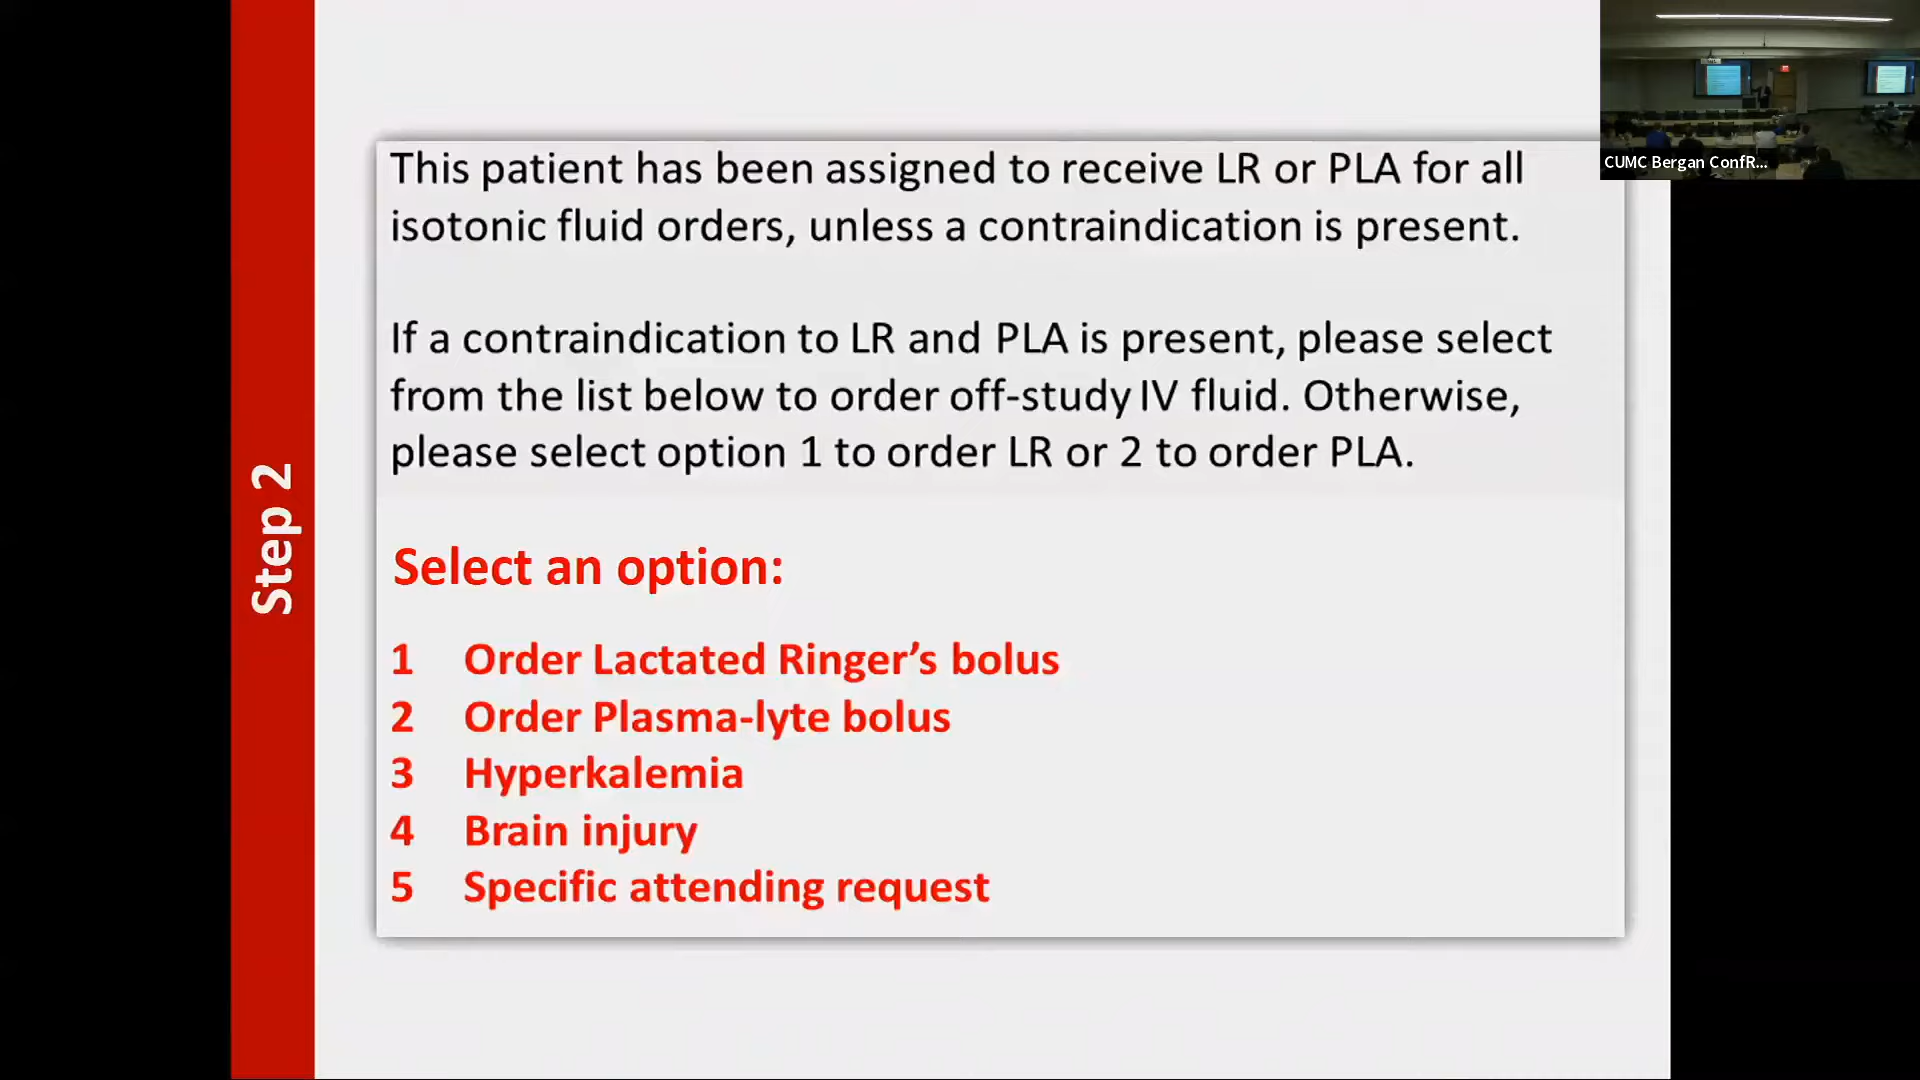 Step 2
This patient has been assigned to receive LR or PLA for all
isotonic fluid orders, unless a contraindication is present.
If a contraindication to LR and PLA is present, please select
from the list below to order off-study IV fluid. Otherwise,
please select option 1 to order LR or 2 to order PLA.
Select an option:
1 Order Lactated Ringer’s bolus
2 Order Plasma-lyte bolus
3 Hyperkalemia
4 Brain injury
5 Specific attending request
CUMC Bergan ConfR...